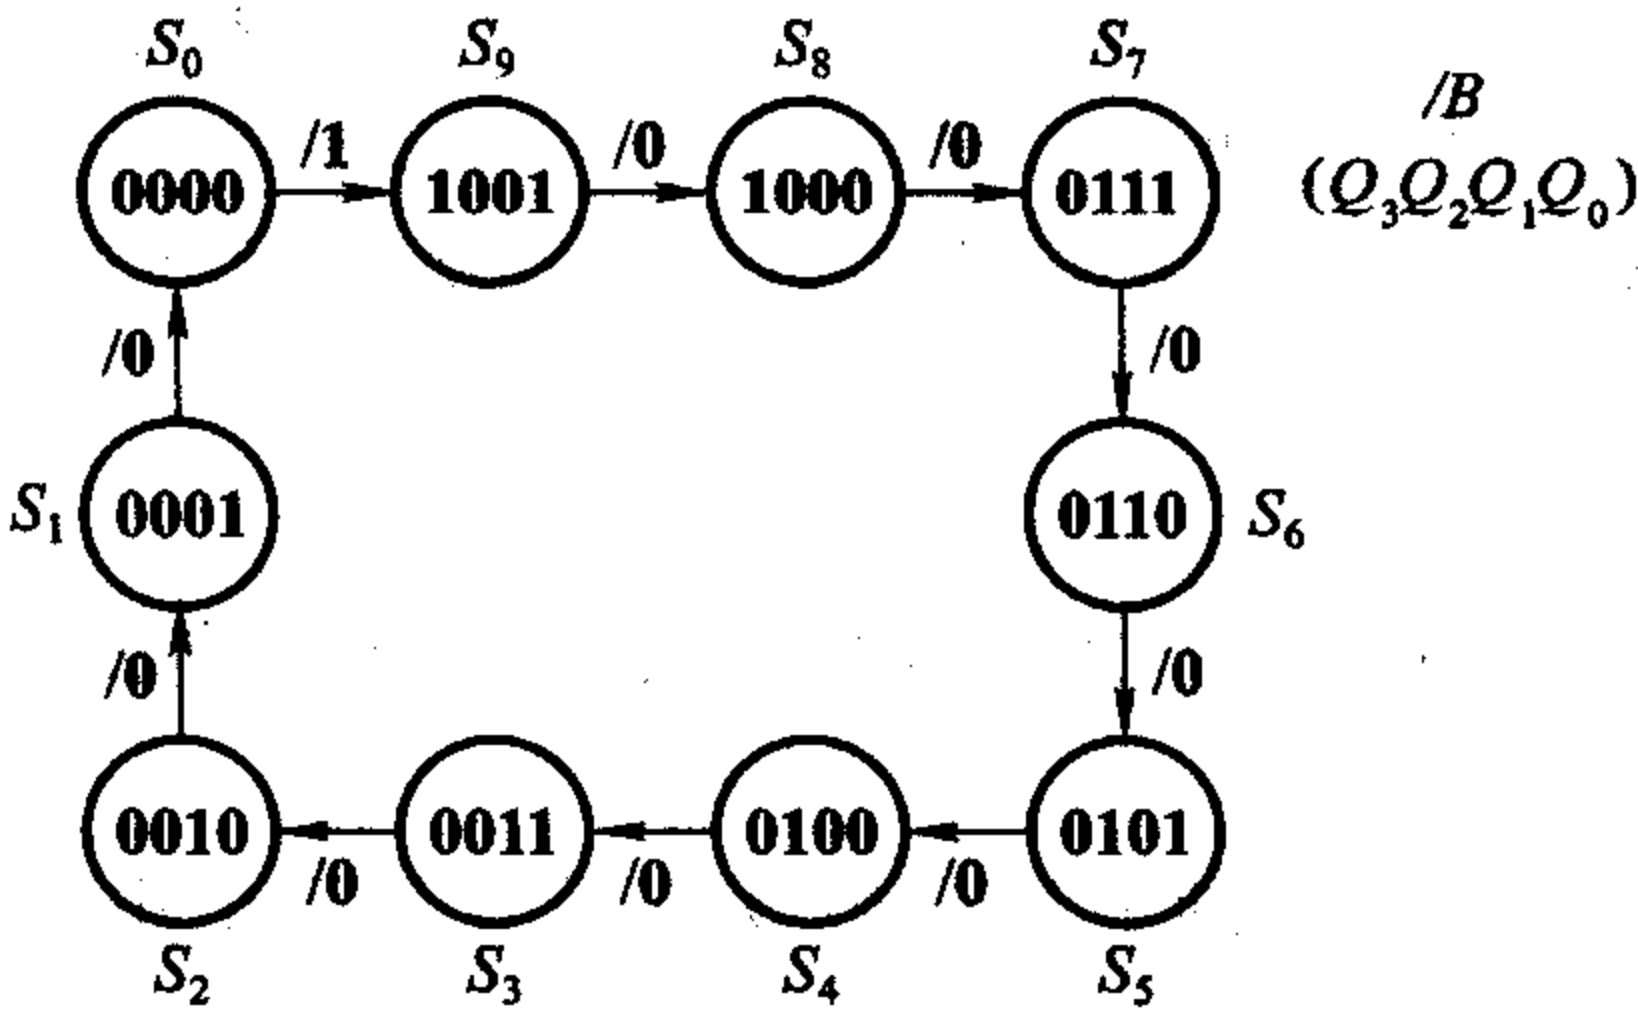 S₀ S₉ S₈ S₇
/B
0000 /1 1001 /0 1000 /0 0111 (Q₃Q₂Q₁Q₀)
/0 /0
S₁ 0001 0110 S₆
/0 /0
0010 0011 0100 0101
/0 /0 /0
S₂ S₃ S₄ S₅